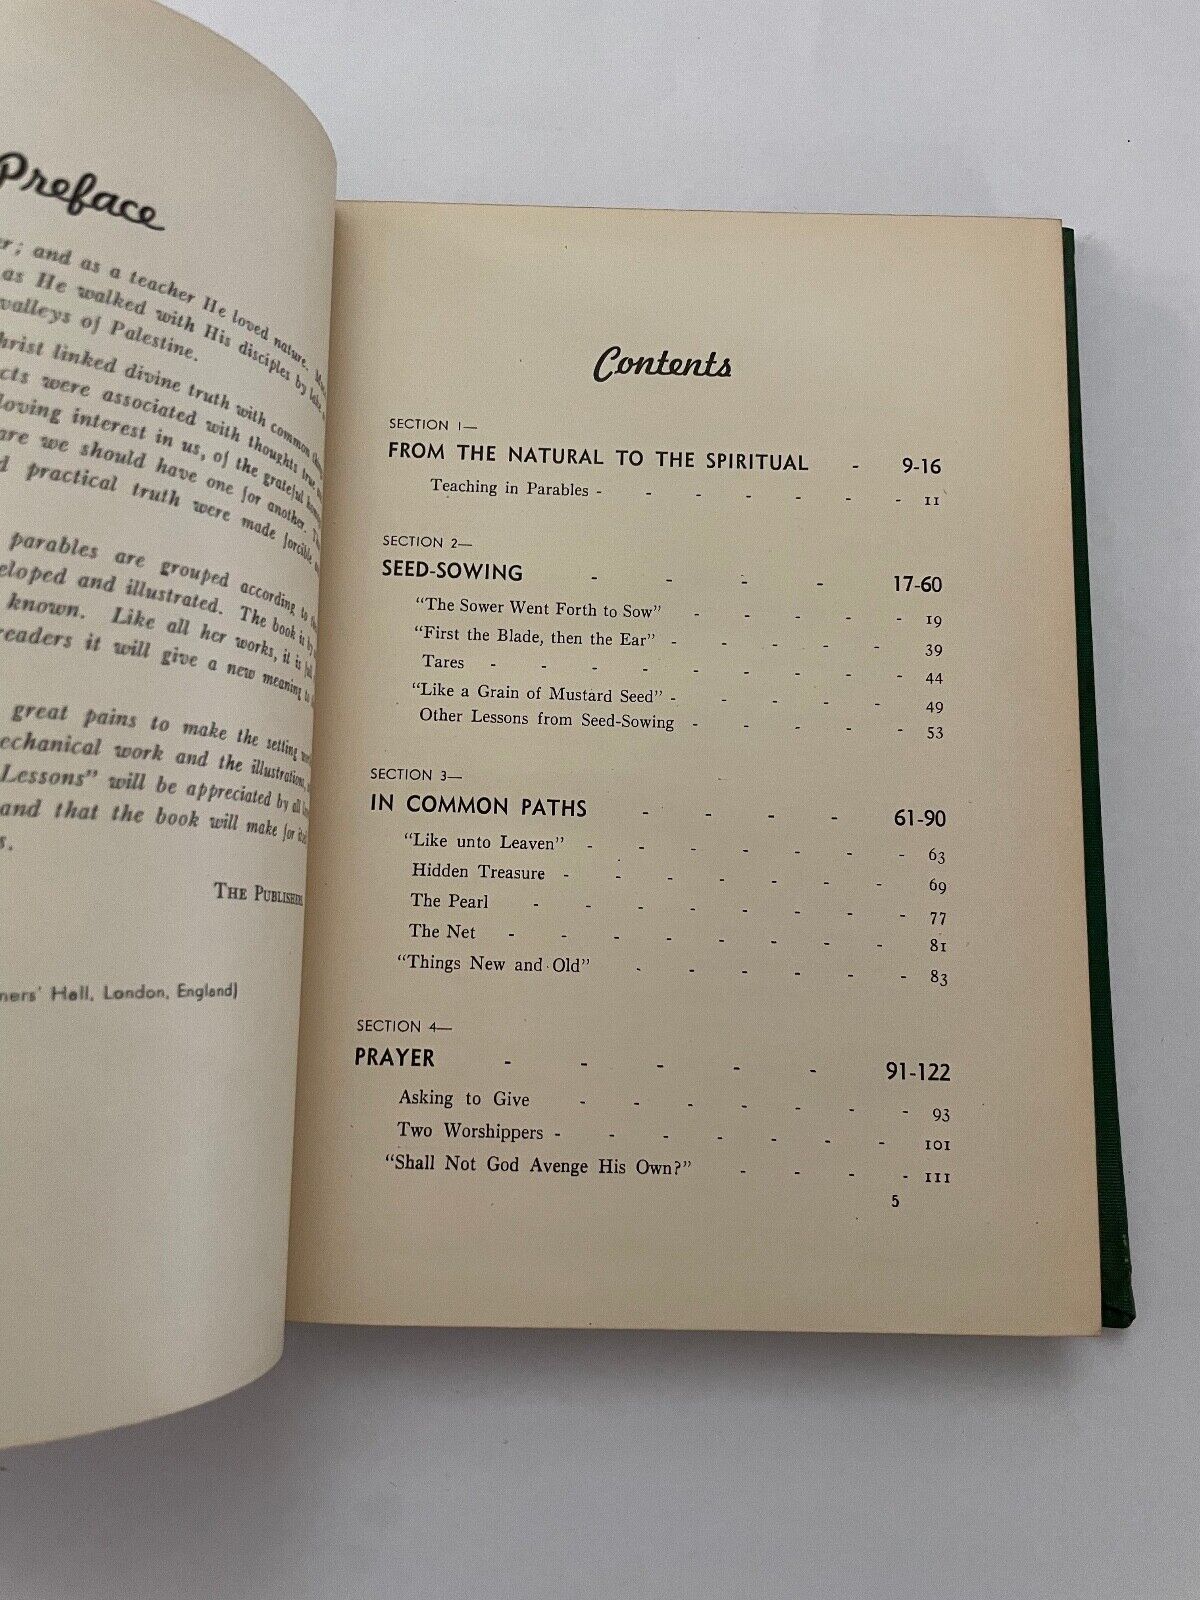 Preface
; and as a teacher He loved nature.
as He walked with His disciples by lake
valleys of Palestine.
linked divine truth with common
were associated with thoughts true
loving interest in us, of the grateful
we should have one for another.
practical truth were made forcible
parables are grouped according to
and illustrated. The book is
known. Like all her works, it is
readers it will give a new meaning to
great pains to make the setting
work and the illustrations,
Lessons" will be appreciated by all
and that the book will make for
THE PUBLISHERS
Hall, London, England)
Contents
SECTION 1—
FROM THE NATURAL TO THE SPIRITUAL - 9-16
Teaching in Parables - - - - - - - 11
SECTION 2—
SEED-SOWING - - - - 17-60
"The Sower Went Forth to Sow" - - - - - 19
"First the Blade, then the Ear" - - - - - 39
Tares - - - - - - - - - 44
"Like a Grain of Mustard Seed" - - - - - 49
Other Lessons from Seed-Sowing - - - - - 53
SECTION 3—
IN COMMON PATHS - - - - 61-90
"Like unto Leaven" - - - - - - - 63
Hidden Treasure - - - - - - - 69
The Pearl - - - - - - - - 77
The Net - - - - - - - - 81
"Things New and Old" - - - - - - 83
SECTION 4—
PRAYER - - - - - 91-122
Asking to Give - - - - - - - 93
Two Worshippers - - - - - - - 101
"Shall Not God Avenge His Own?" - - - - 111
5